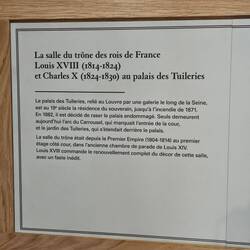 La salle du trône des rois de France
Louis XVIII (1814-1824)
et Charles X (1824-1830) au palais des Tuileries
Le palais des Tuileries, relié au Louvre par une galerie le long de la Seine,
est au 19e siècle la résidence du souverain, jusqu'à l'incendie de 1871.
En 1882, il est décidé de raser le palais endommagé. Seuls demeurent
aujourd'hui l'arc du Carrousel, qui marquait l'entrée de la cour,
et le jardin des Tuileries, qui s'étendait derrière le palais.
La salle du trône était depuis le Premier Empire (1804-1814) au premier
étage côté cour, dans l'ancienne chambre de parade de Louis XIV.
Louis XVIII commande le renouvellement complet du décor de cette salle,
avec un faste inédit.